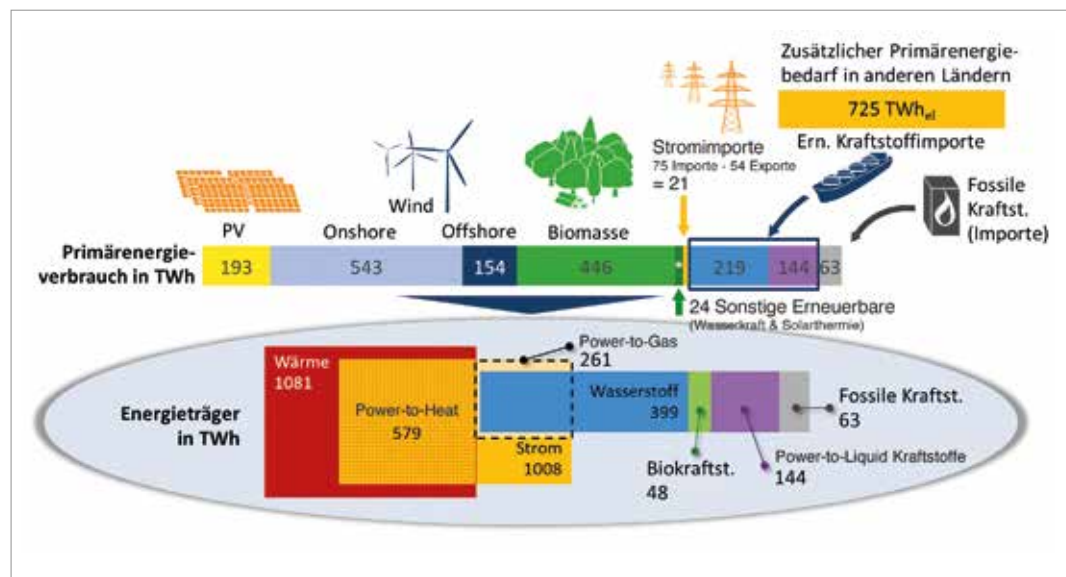 Zusätzlicher Primärenergie-
bedarf in anderen Ländern
725 TWhel
Ern. Kraftstoffimporte
Stromimporte
75 Importe - 54 Exporte
= 21
Fossile
Kraftst.
(Importe)
Wind
PV
Onshore
Offshore
Biomasse
Primärenergie-
verbrauch in TWh
193
543
154
446
219
144
63
24 Sonstige Erneuerbare
(Wasserkraft & Solarthermie)
Power-to-Gas
261
Wärme
1081
Energieträger
in TWh
Power-to-Heat
579
Wasserstoff
399
Strom
1008
Biokraftst.
48
Power-to-Liquid Kraftstoffe
144
Fossile Kraftst.
63